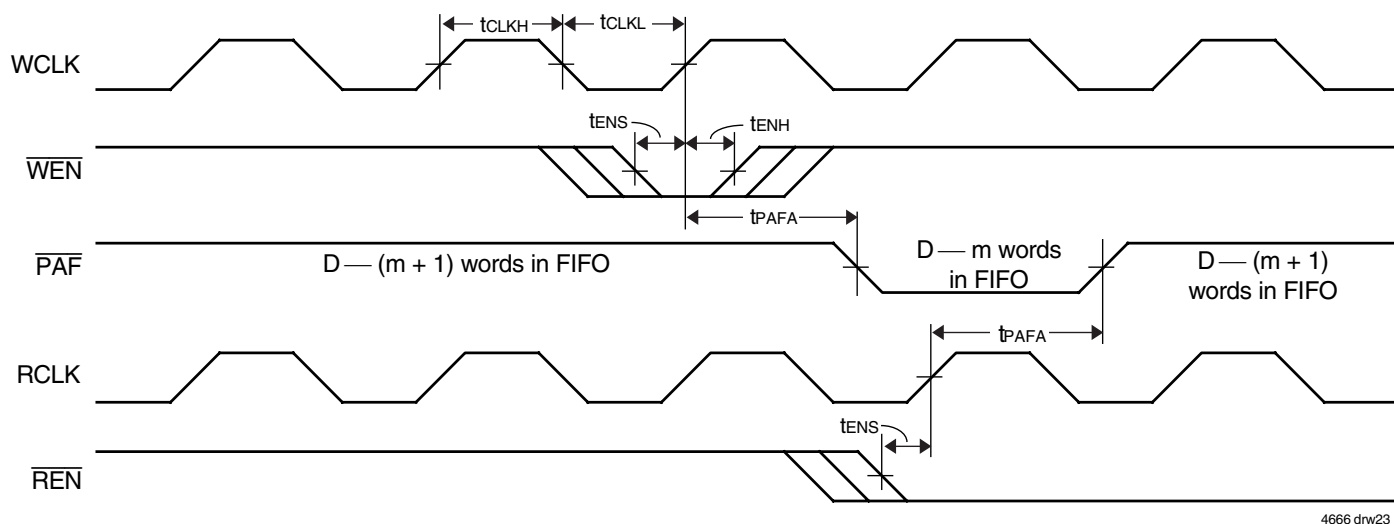 tCLKH
tCLKL
WCLK
tENS
tENH
WEN
tPAFA
PAF
D — (m + 1) words in FIFO
D — m words
in FIFO
D — (m + 1)
words in FIFO
tPAFA
RCLK
tENS
REN
4666 drw23